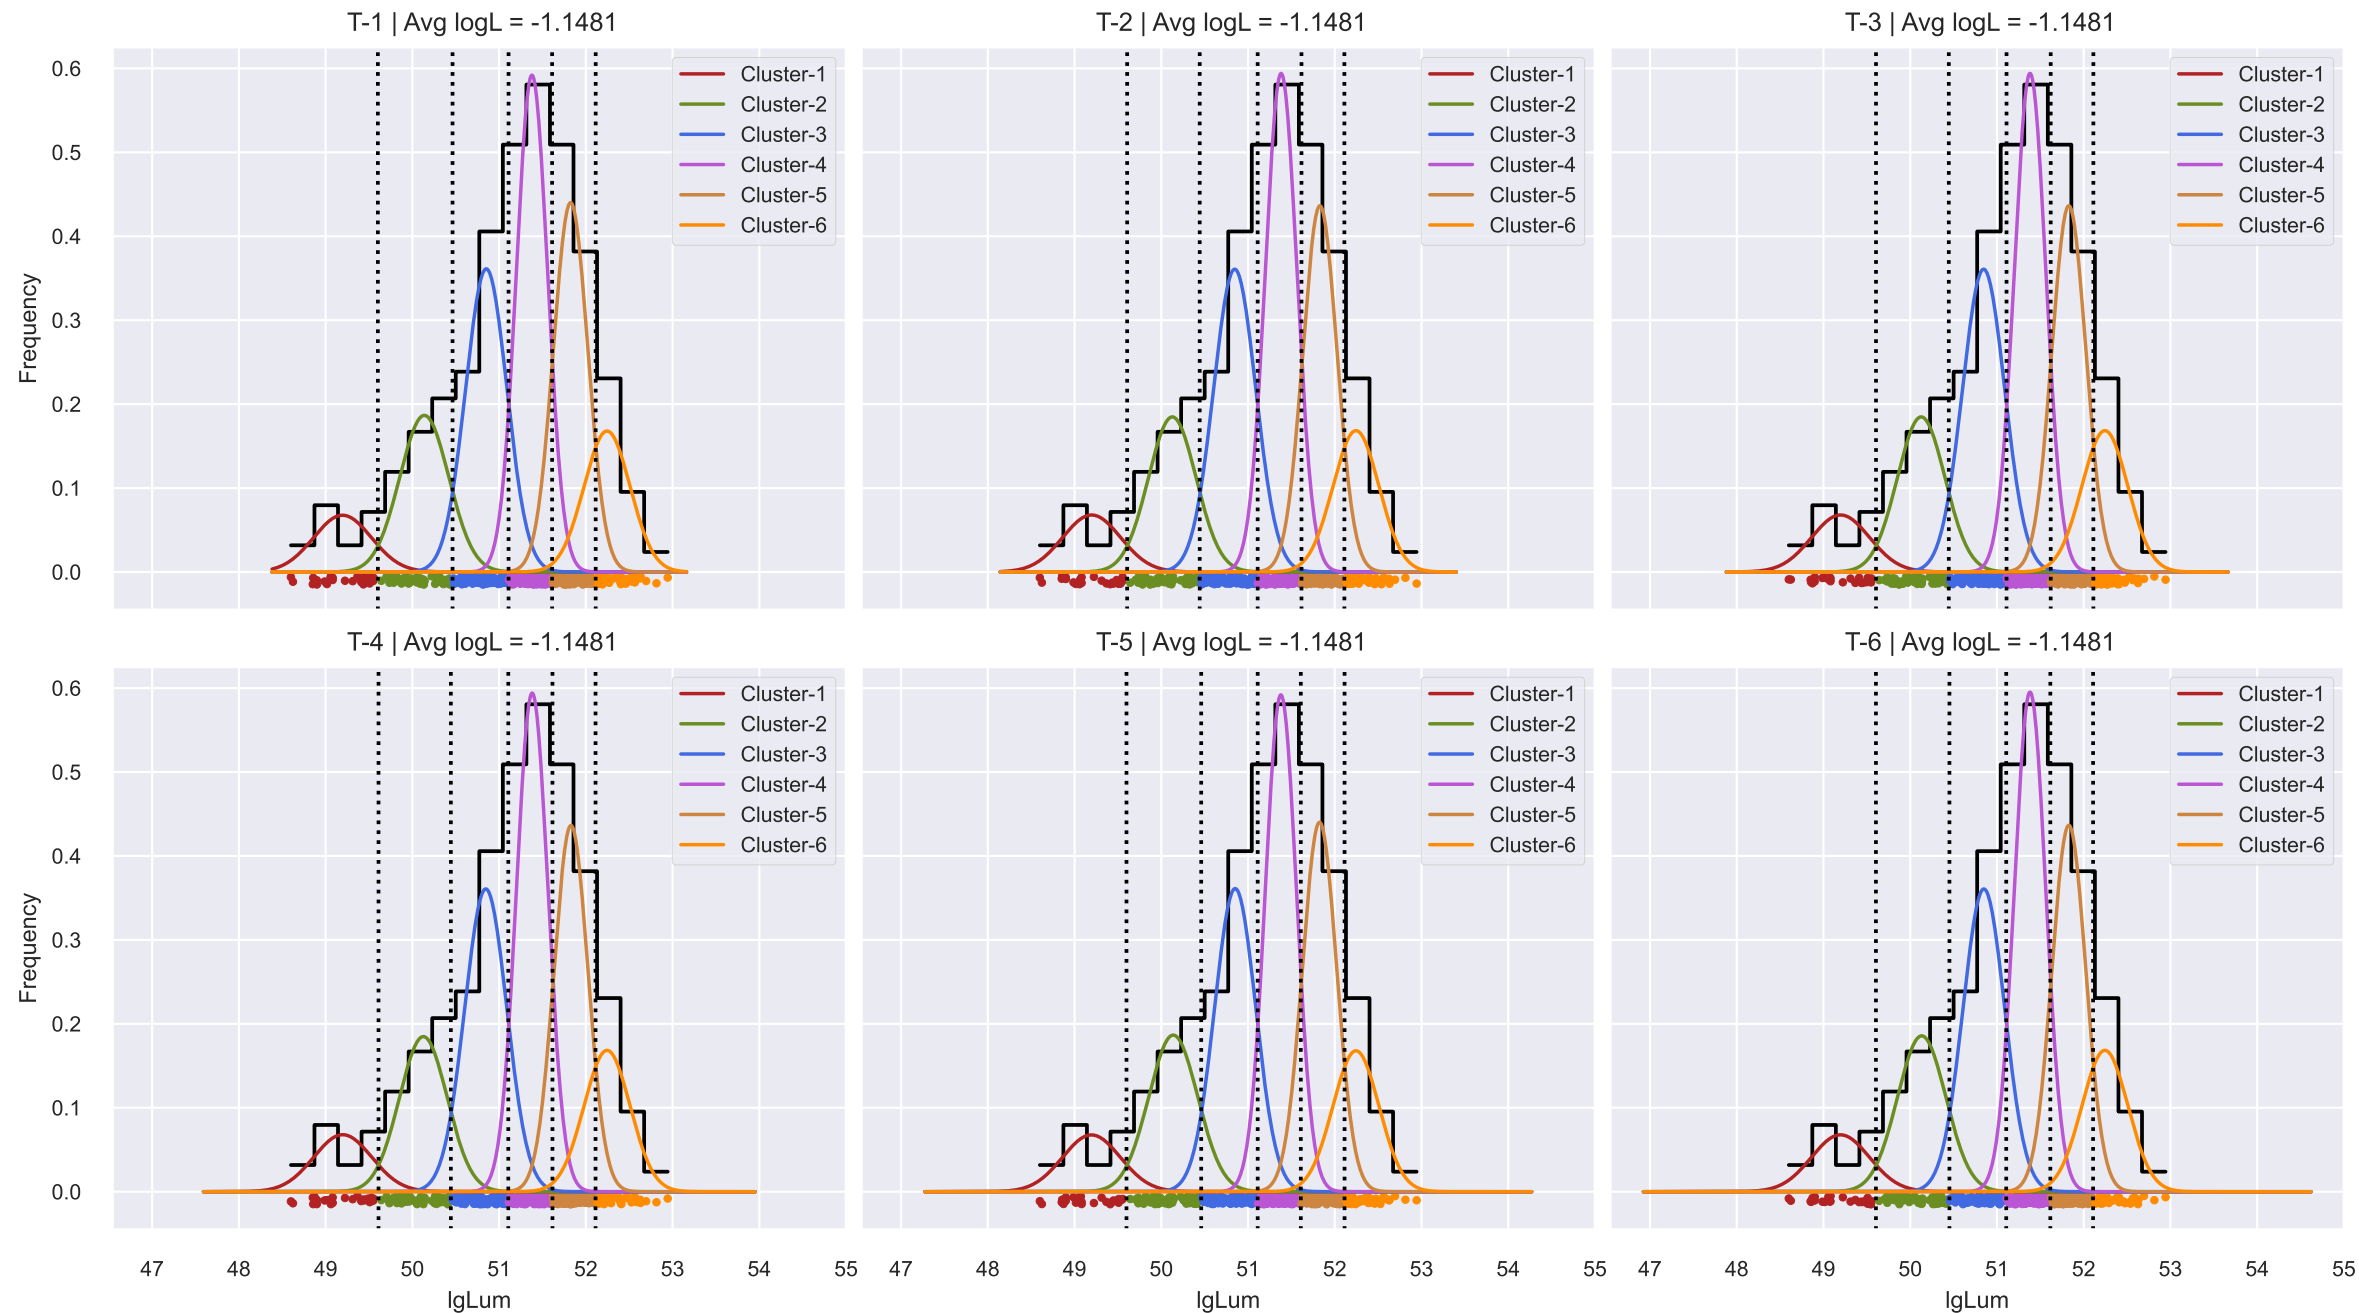 T-1 | Avg logL = -1.1481
T-2 | Avg logL = -1.1481
T-3 | Avg logL = -1.1481
Frequency
0.6
0.5
0.4
0.3
0.2
0.1
0.0
Cluster-1
Cluster-2
Cluster-3
Cluster-4
Cluster-5
Cluster-6
Cluster-1
Cluster-2
Cluster-3
Cluster-4
Cluster-5
Cluster-6
Cluster-1
Cluster-2
Cluster-3
Cluster-4
Cluster-5
Cluster-6
T-4 | Avg logL = -1.1481
T-5 | Avg logL = -1.1481
T-6 | Avg logL = -1.1481
Frequency
0.6
0.5
0.4
0.3
0.2
0.1
0.0
Cluster-1
Cluster-2
Cluster-3
Cluster-4
Cluster-5
Cluster-6
Cluster-1
Cluster-2
Cluster-3
Cluster-4
Cluster-5
Cluster-6
Cluster-1
Cluster-2
Cluster-3
Cluster-4
Cluster-5
Cluster-6
47 48 49 50 51 52 53 54 55
47 48 49 50 51 52 53 54 55
47 48 49 50 51 52 53 54 55
lgLum
lgLum
lgLum